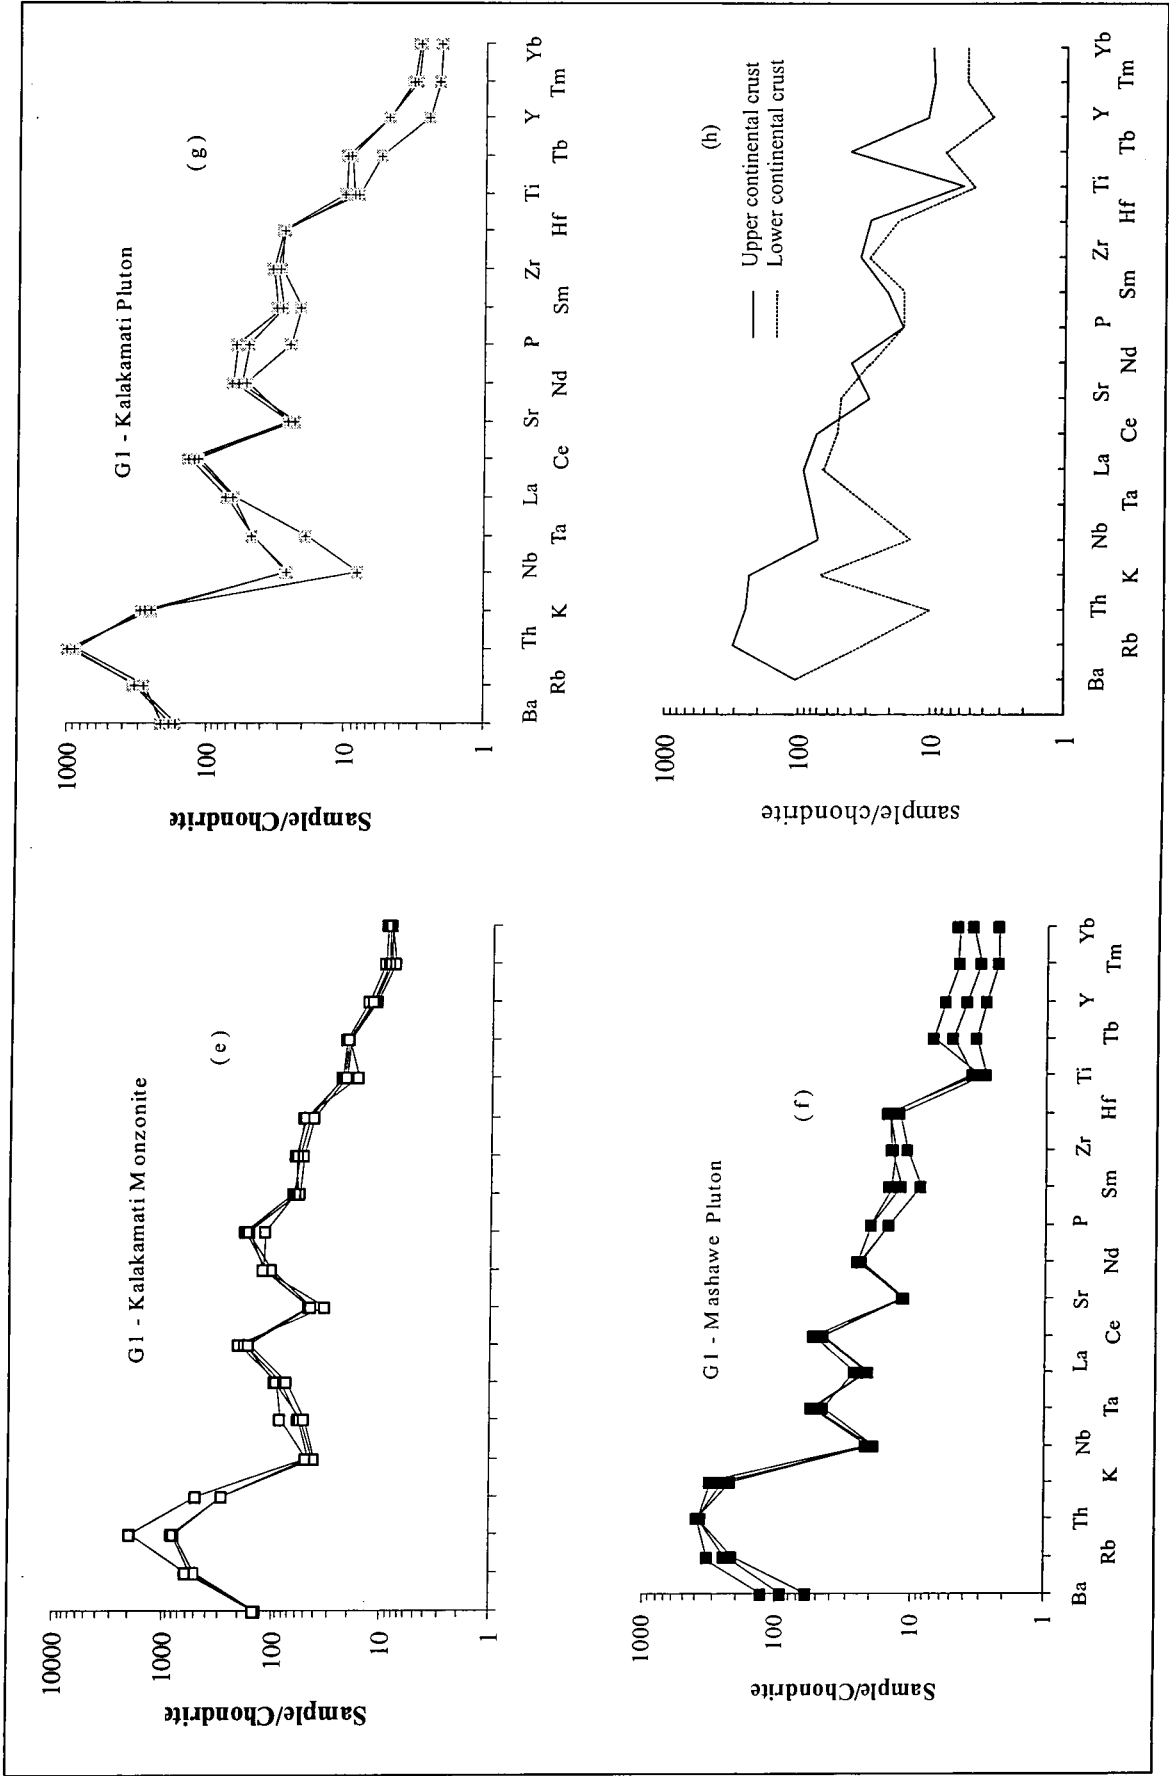 G1 - Kalakamati Monzonite
(e)
Sample/Chondrite
10000
1000
100
10
1
G1 - Kalakamati Pluton
(g)
Sample/Chondrite
1000
100
10
1
Ba Rb Th K Nb Ta La Ce Sr Nd P Sm Zr Hf Ti Tb Y Tm Yb
G1 - Mashawe Pluton
(f)
Sample/Chondrite
1000
100
10
1
Ba Rb Th K Nb Ta La Ce Sr Nd P Sm Zr Hf Ti Tb Y Tm Yb
(h)
Upper continental crust
Lower continental crust
sample/chondrite
1000
100
10
1
Ba Rb Th K Nb Ta La Ce Sr Nd P Sm Zr Hf Ti Tb Y Tm Yb